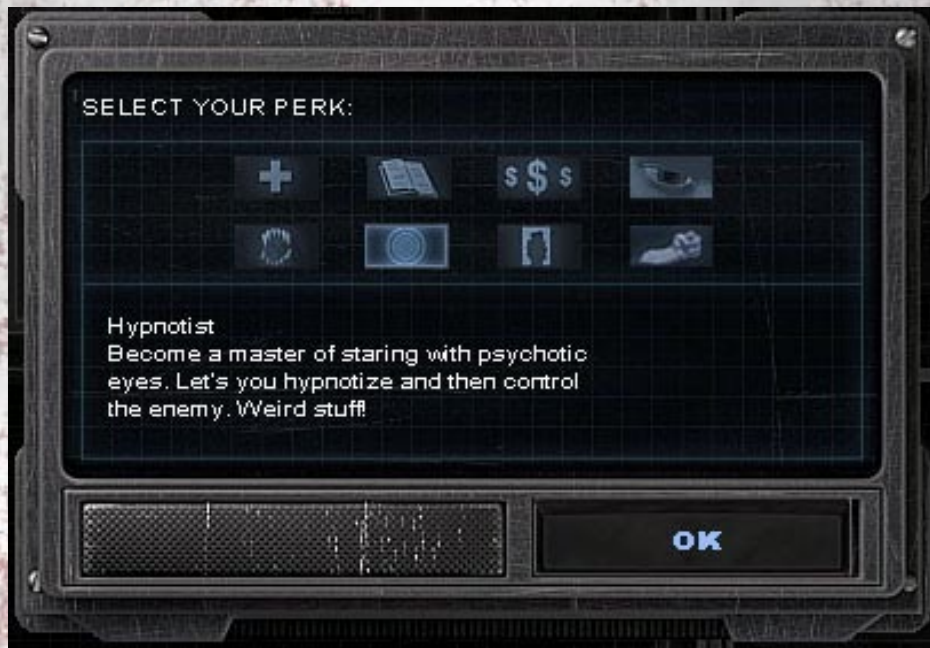 SELECT YOUR PERK:
$ $ $
Hypnotist
Become a master of staring with psychotic
eyes. Let's you hypnotize and then control
the enemy. Weird stuff!
OK